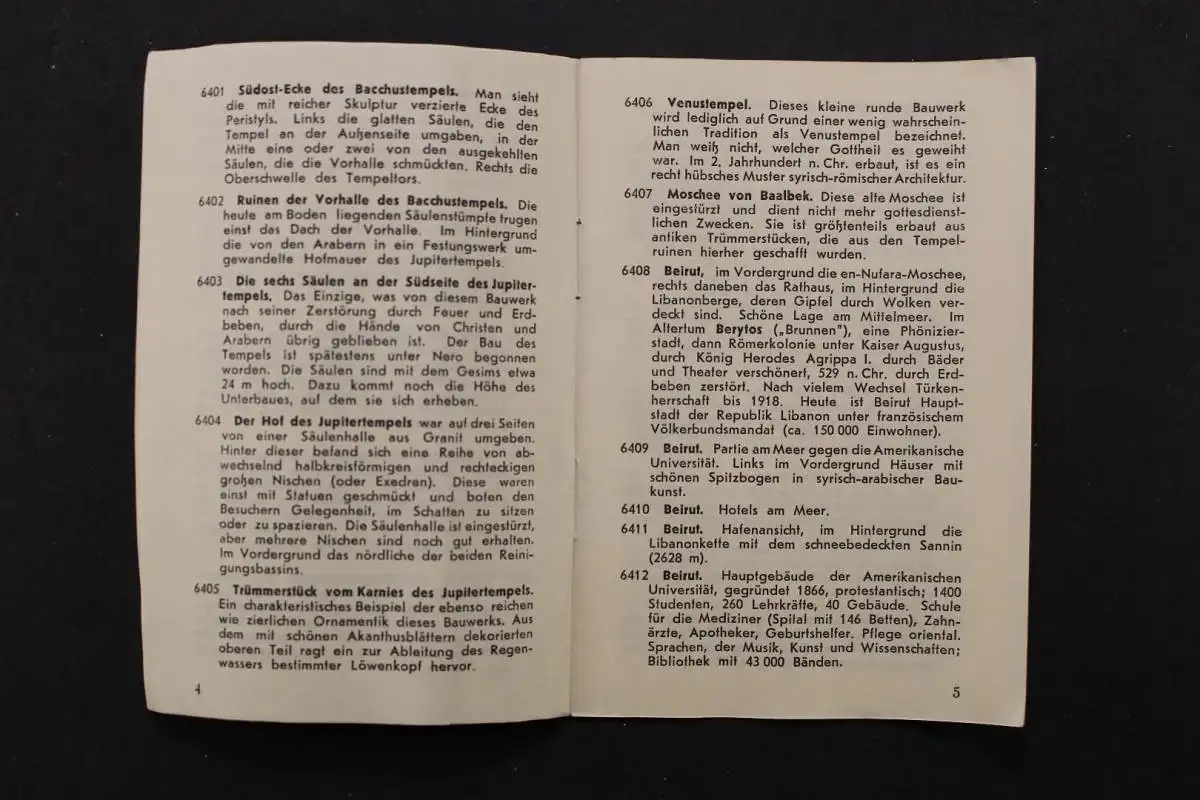 6401 Südost-Ecke des Bacchustempels. Man sieht
die mit reicher Skulptur verzierte Ecke des
Peristyls. Links die glatten Säulen, die den
Tempel an der Außenseite umgaben, in der
Mitte eine oder zwei von den ausgekehlten
Säulen, die die Vorhalle schmückten. Rechts die
Oberschwelle des Tempeltors.
6402 Ruinen der Vorhalle des Bacchustempels. Die
heute am Boden liegenden Säulenstümpfe trugen
einst das Dach der Vorhalle. Im Hintergrund
die von den Arabern in ein Festungswerk um-
gewandelte Hofmauer des Jupitertempels.
6403 Die sechs Säulen an der Südseite des Jupiter-
tempels. Das Einzige, was von diesem Bauwerk
nach seiner Zerstörung durch Feuer und Erd-
beben, durch die Hände von Christen und
Arabern übrig geblieben ist. Der Bau des
Tempels ist spätestens unter Nero begonnen
worden. Die Säulen sind mit dem Gesims etwa
24 m hoch. Dazu kommt noch die Höhe des
Unterbaues, auf dem sie sich erheben.
6404 Der Hof des Jupitertempels war auf drei Seiten
von einer Säulenhalle aus Granit umgeben.
Hinter dieser befand sich eine Reihe von ab-
wechselnd halbkreisförmigen und rechteckigen
großen Nischen (oder Exedren). Diese waren
einst mit Statuen geschmückt und boten den
Besuchern Gelegenheit, im Schatten zu sitzen
oder zu spazieren. Die Säulenhalle ist eingestürzt,
aber mehrere Nischen sind noch gut erhalten.
Im Vordergrund das nördliche der beiden Reini-
gungsbassins.
6405 Trümmerstück vom Karnies des Jupitertempels.
Ein charakteristisches Beispiel der ebenso reichen
wie zierlichen Ornamentik dieses Bauwerks. Aus
dem mit schönen Akanthusblättern dekorierten
oberen Teil ragt ein zur Ableitung des Regen-
wassers bestimmter Löwenkopf hervor.
4
6406 Venustempel. Dieses kleine runde Bauwerk
wird lediglich auf Grund einer wenig wahrschein-
lichen Tradition als Venustempel bezeichnet.
Man weiß nicht, welcher Gottheit es geweiht
war. Im 2. Jahrhundert n. Chr. erbaut, ist es ein
recht hübsches Muster syrisch-römischer Architektur.
6407 Moschee von Baalbek. Diese alte Moschee ist
eingestürzt und dient nicht mehr gottesdienst-
lichen Zwecken. Sie ist größtenteils erbaut aus
antiken Trümmerstücken, die aus den Tempel-
ruinen hierher geschafft wurden.
6408 Beirut, im Vordergrund die en-Nufara-Moschee,
rechts daneben das Rathaus, im Hintergrund die
Libanonberge, deren Gipfel durch Wolken ver-
deckt sind. Schöne Lage am Mittelmeer. Im
Altertum Berytos („Brunnen"), eine Phönizier-
stadt, dann Römerkolonie unter Kaiser Augustus,
durch König Herodes Agrippa I. durch Bäder
und Theater verschönert, 529 n. Chr. durch Erd-
beben zerstört. Nach vielem Wechsel Türken-
herrschaft bis 1918. Heute ist Beirut Haupt-
stadt der Republik Libanon unter französischem
Völkerbundsmandat (ca. 150 000 Einwohner).
6409 Beirut. Partie am Meer gegen die Amerikanische
Universität. Links im Vordergrund Häuser mit
schönen Spitzbogen in syrisch-arabischer Bau-
kunst.
6410 Beirut. Hotels am Meer.
6411 Beirut. Hafenansicht, im Hintergrund die
Libanonkette mit dem schneebedeckten Sannin
(2628 m).
6412 Beirut. Hauptgebäude der Amerikanischen
Universität, gegründet 1866, protestantisch; 1400
Studenten, 260 Lehrkräfte, 40 Gebäude. Schule
für die Mediziner (Spital mit 146 Betten), Zahn-
ärzte, Apotheker, Geburtshelfer. Pflege oriental.
Sprachen, der Musik, Kunst und Wissenschaften;
Bibliothek mit 43 000 Bänden.
5